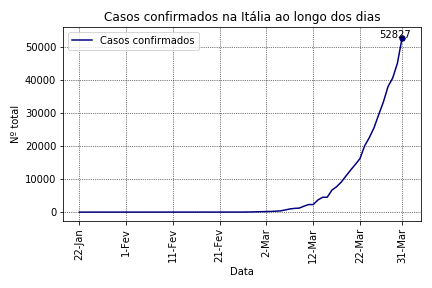 Casos confirmados na Itália ao longo dos dias
Casos confirmados
52827
50000
40000
30000
20000
10000
0
Nº total
22-Jan
1-Fev
11-Fev
21-Fev
2-Mar
12-Mar
22-Mar
31-Mar
Data